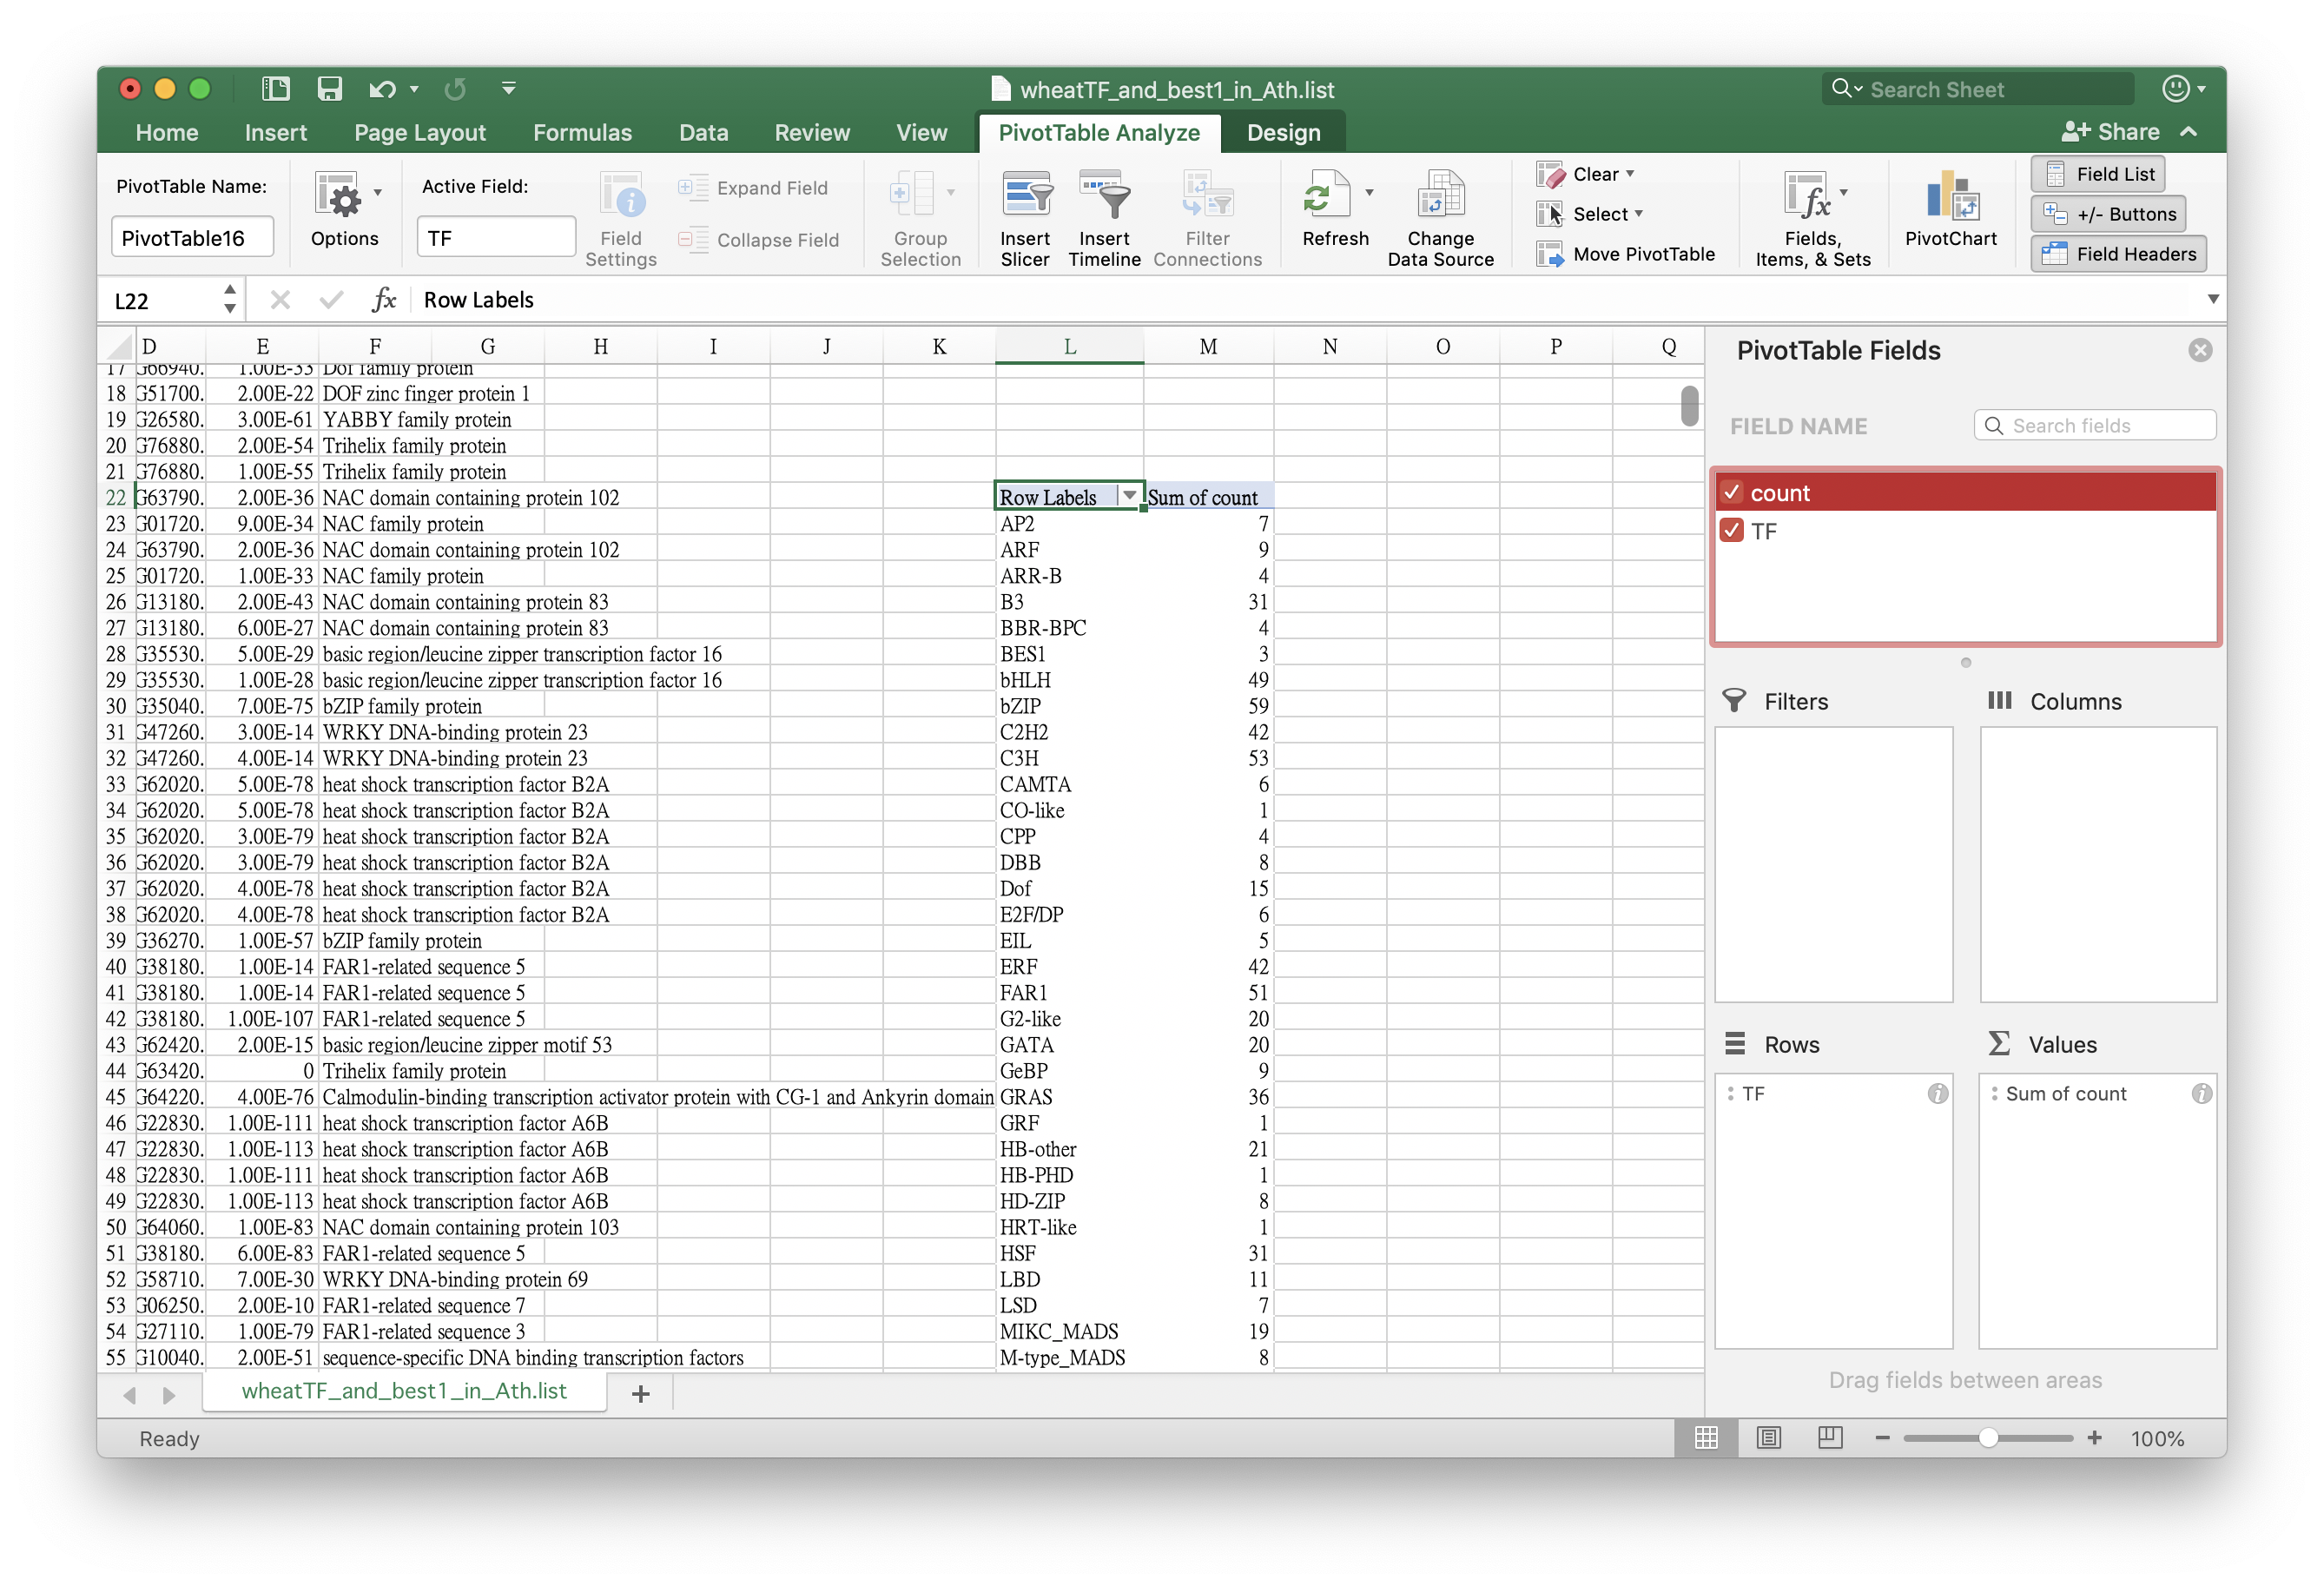 wheatTF_and_best1_in_Ath.list
Search Sheet
Home Insert Page Layout Formulas Data Review View PivotTable Analyze Design Share
PivotTable Name:
PivotTable16
Options
Active Field:
TF
Field Settings
Expand Field
Collapse Field
Group Selection
Insert Slicer
Insert Timeline
Filter Connections
Refresh
Change Data Source
Clear
Select
Move PivotTable
Fields, Items, & Sets
PivotChart
Field List
+/- Buttons
Field Headers
L22 fx Row Labels
D E F G H I J K L M N O P Q
17 G66940. 1.00E-33 Dof family protein
18 G51700. 2.00E-22 DOF zinc finger protein 1
19 G26580. 3.00E-61 YABBY family protein
20 G76880. 2.00E-54 Trihelix family protein
21 G76880. 1.00E-55 Trihelix family protein
22 G63790. 2.00E-36 NAC domain containing protein 102 Row Labels Sum of count
23 G01720. 9.00E-34 NAC family protein AP2 7
24 G63790. 2.00E-36 NAC domain containing protein 102 ARF 9
25 G01720. 1.00E-33 NAC family protein ARR-B 4
26 G13180. 2.00E-43 NAC domain containing protein 83 B3 31
27 G13180. 6.00E-27 NAC domain containing protein 83 BBR-BPC 4
28 G35530. 5.00E-29 basic region/leucine zipper transcription factor 16 BES1 3
29 G35530. 1.00E-28 basic region/leucine zipper transcription factor 16 bHLH 49
30 G35040. 7.00E-75 bZIP family protein bZIP 59
31 G47260. 3.00E-14 WRKY DNA-binding protein 23 C2H2 42
32 G47260. 4.00E-14 WRKY DNA-binding protein 23 C3H 53
33 G62020. 5.00E-78 heat shock transcription factor B2A CAMTA 6
34 G62020. 5.00E-78 heat shock transcription factor B2A CO-like 1
35 G62020. 3.00E-79 heat shock transcription factor B2A CPP 4
36 G62020. 3.00E-79 heat shock transcription factor B2A DBB 8
37 G62020. 4.00E-78 heat shock transcription factor B2A Dof 15
38 G62020. 4.00E-78 heat shock transcription factor B2A E2F/DP 6
39 G36270. 1.00E-57 bZIP family protein EIL 5
40 G38180. 1.00E-14 FAR1-related sequence 5 ERF 42
41 G38180. 1.00E-14 FAR1-related sequence 5 FAR1 51
42 G38180. 1.00E-107 FAR1-related sequence 5 G2-like 20
43 G62420. 2.00E-15 basic region/leucine zipper motif 53 GATA 20
44 G63420. 0 Trihelix family protein GeBP 9
45 G64220. 4.00E-76 Calmodulin-binding transcription activator protein with CG-1 and Ankyrin domain GRAS 36
46 G22830. 1.00E-111 heat shock transcription factor A6B GRF 1
47 G22830. 1.00E-113 heat shock transcription factor A6B HB-other 21
48 G22830. 1.00E-111 heat shock transcription factor A6B HB-PHD 1
49 G22830. 1.00E-113 heat shock transcription factor A6B HD-ZIP 8
50 G64060. 1.00E-83 NAC domain containing protein 103 HRT-like 1
51 G38180. 6.00E-83 FAR1-related sequence 5 HSF 31
52 G58710. 7.00E-30 WRKY DNA-binding protein 69 LBD 11
53 G06250. 2.00E-10 FAR1-related sequence 7 LSD 7
54 G27110. 1.00E-79 FAR1-related sequence 3 MIKC_MADS 19
55 G10040. 2.00E-51 sequence-specific DNA binding transcription factors M-type_MADS 8
PivotTable Fields
FIELD NAME Search fields
count
TF
Filters Columns
Rows Values
TF Sum of count
Drag fields between areas
wheatTF_and_best1_in_Ath.list
Ready 100%